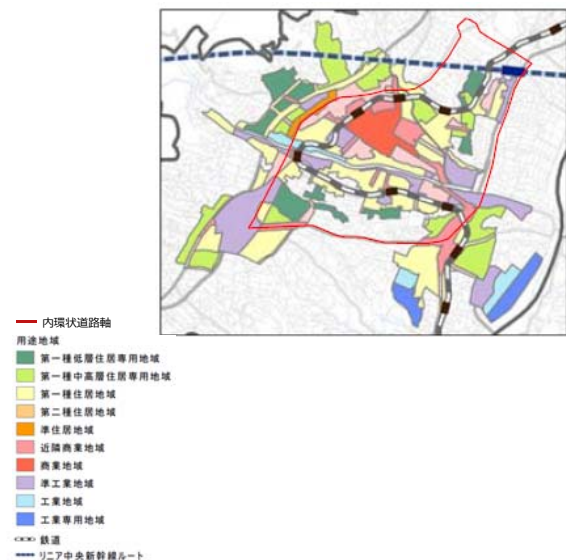 内環状道路軸
用途地域
第一種低層住居専用地域
第一種中高層住居専用地域
第一種住居地域
第二種住居地域
準住居地域
近隣商業地域
商業地域
準工業地域
工業地域
工業専用地域
鉄道
リニア中央新幹線ルート